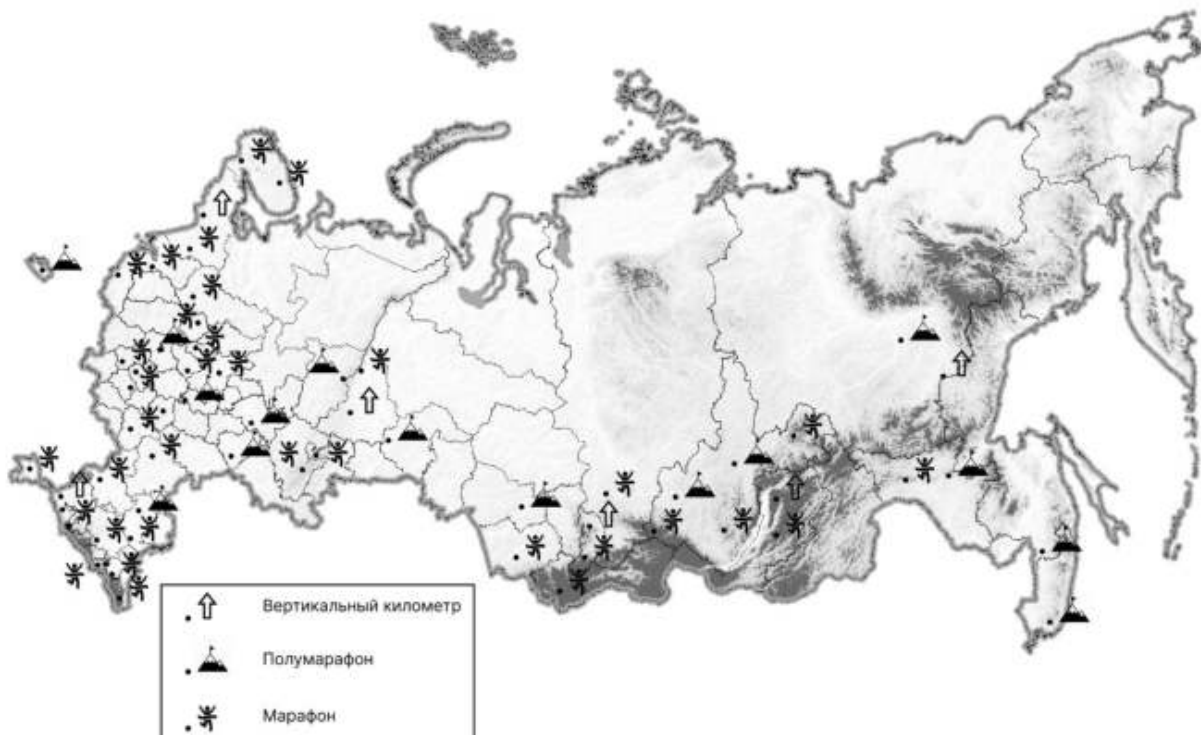 Вертикальный километр
Полумарафон
Марафон